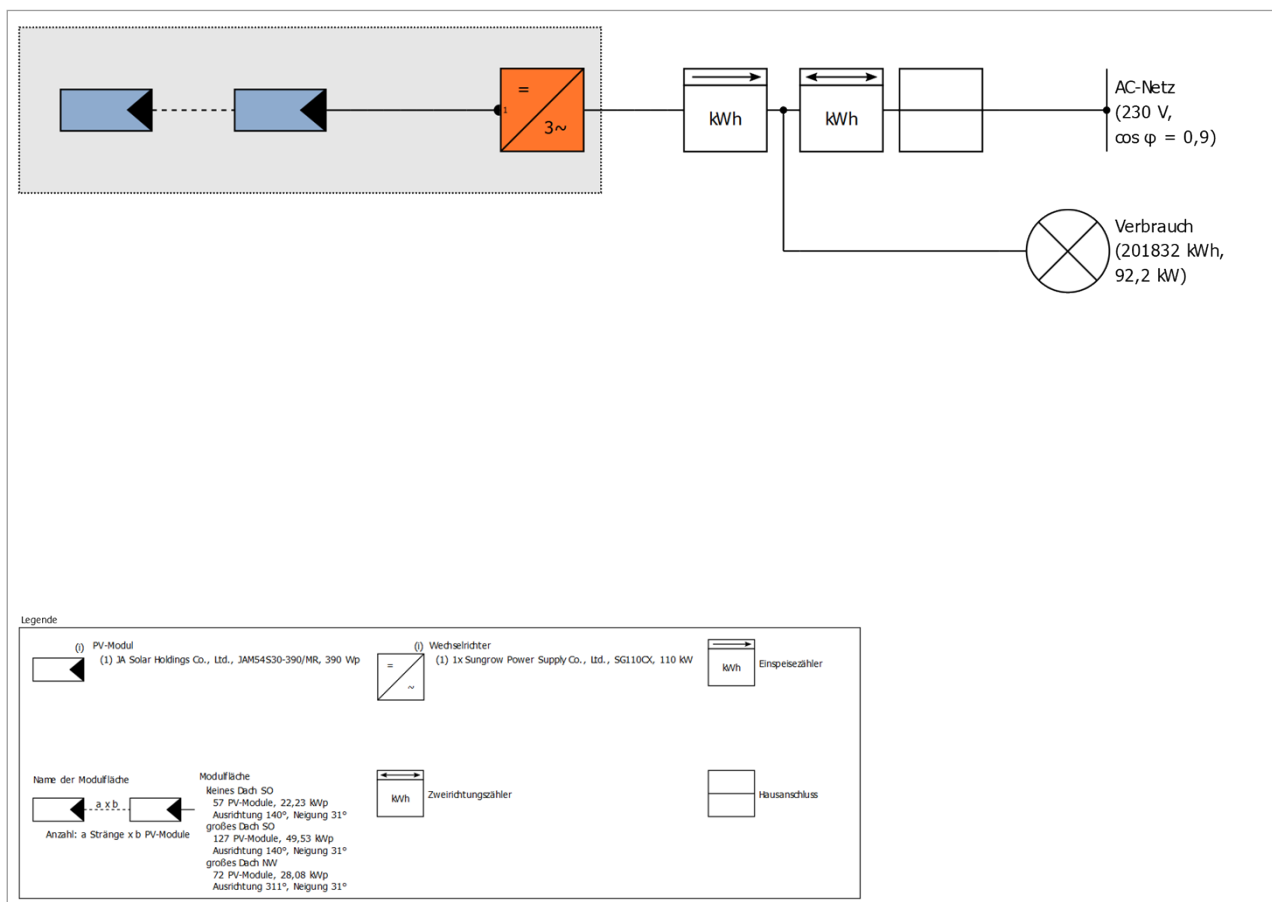 =
1
3~
kWh
kWh
AC-Netz
(230 V,
cos φ = 0,9)
Verbrauch
(201832 kWh,
92,2 kW)
Legende
(i) PV-Modul
(1) JA Solar Holdings Co., Ltd., JAM54S30-390/MR, 390 Wp
(i) Wechselrichter
(1) 1x Sungrow Power Supply Co., Ltd., SG110CX, 110 kW
=
~
kWh
Einspeisezähler
Name der Modulfläche
a x b
Anzahl: a Stränge x b PV-Module
Modulfläche
kleines Dach SO
57 PV-Module, 22,23 kWp
Ausrichtung 140°, Neigung 31°
großes Dach SO
127 PV-Module, 49,53 kWp
Ausrichtung 140°, Neigung 31°
großes Dach NW
72 PV-Module, 28,08 kWp
Ausrichtung 311°, Neigung 31°
kWh
Zweirichtungszähler
Hausanschluss